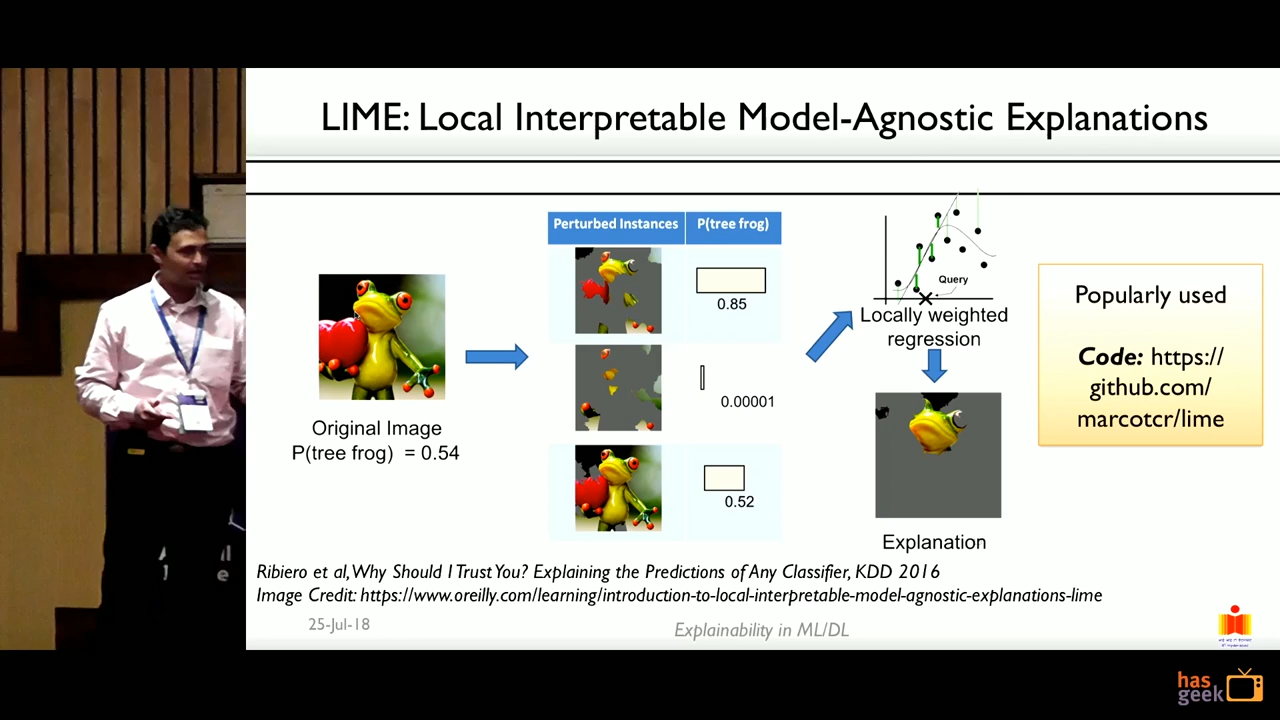 LIME: Local Interpretable Model-Agnostic Explanations
Perturbed Instances
P(tree frog)
0.85
0.00001
0.52
Original Image
P(tree frog) = 0.54
Query
Locally weighted
regression
Explanation
Popularly used
Code: https://
github.com/
marcotcr/lime
Ribiero et al,Why Should I Trust You? Explaining the Predictions of Any Classifier, KDD 2016
Image Credit: https://www.oreilly.com/learning/introduction-to-local-interpretable-model-agnostic-explanations-lime
25-Jul-18
Explainability in ML/DL
has
geek